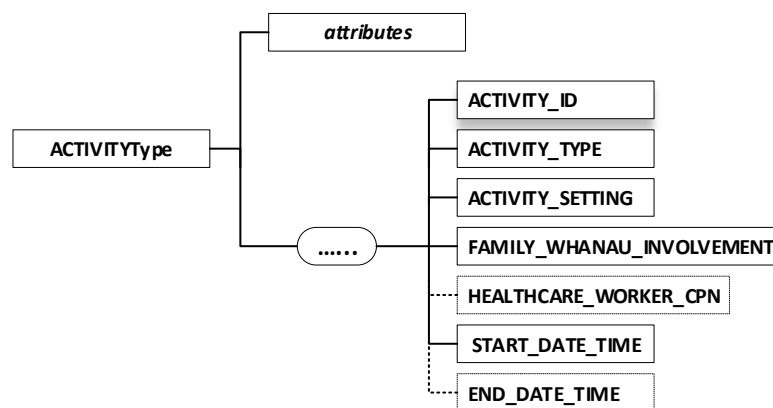 attributes
ACTIVITY_ID
ACTIVITYType
ACTIVITY_TYPE
ACTIVITY_SETTING
......
FAMILY_WHANAU_INVOLVEMENT
HEALTHCARE_WORKER_CPN
START_DATE_TIME
END_DATE_TIME